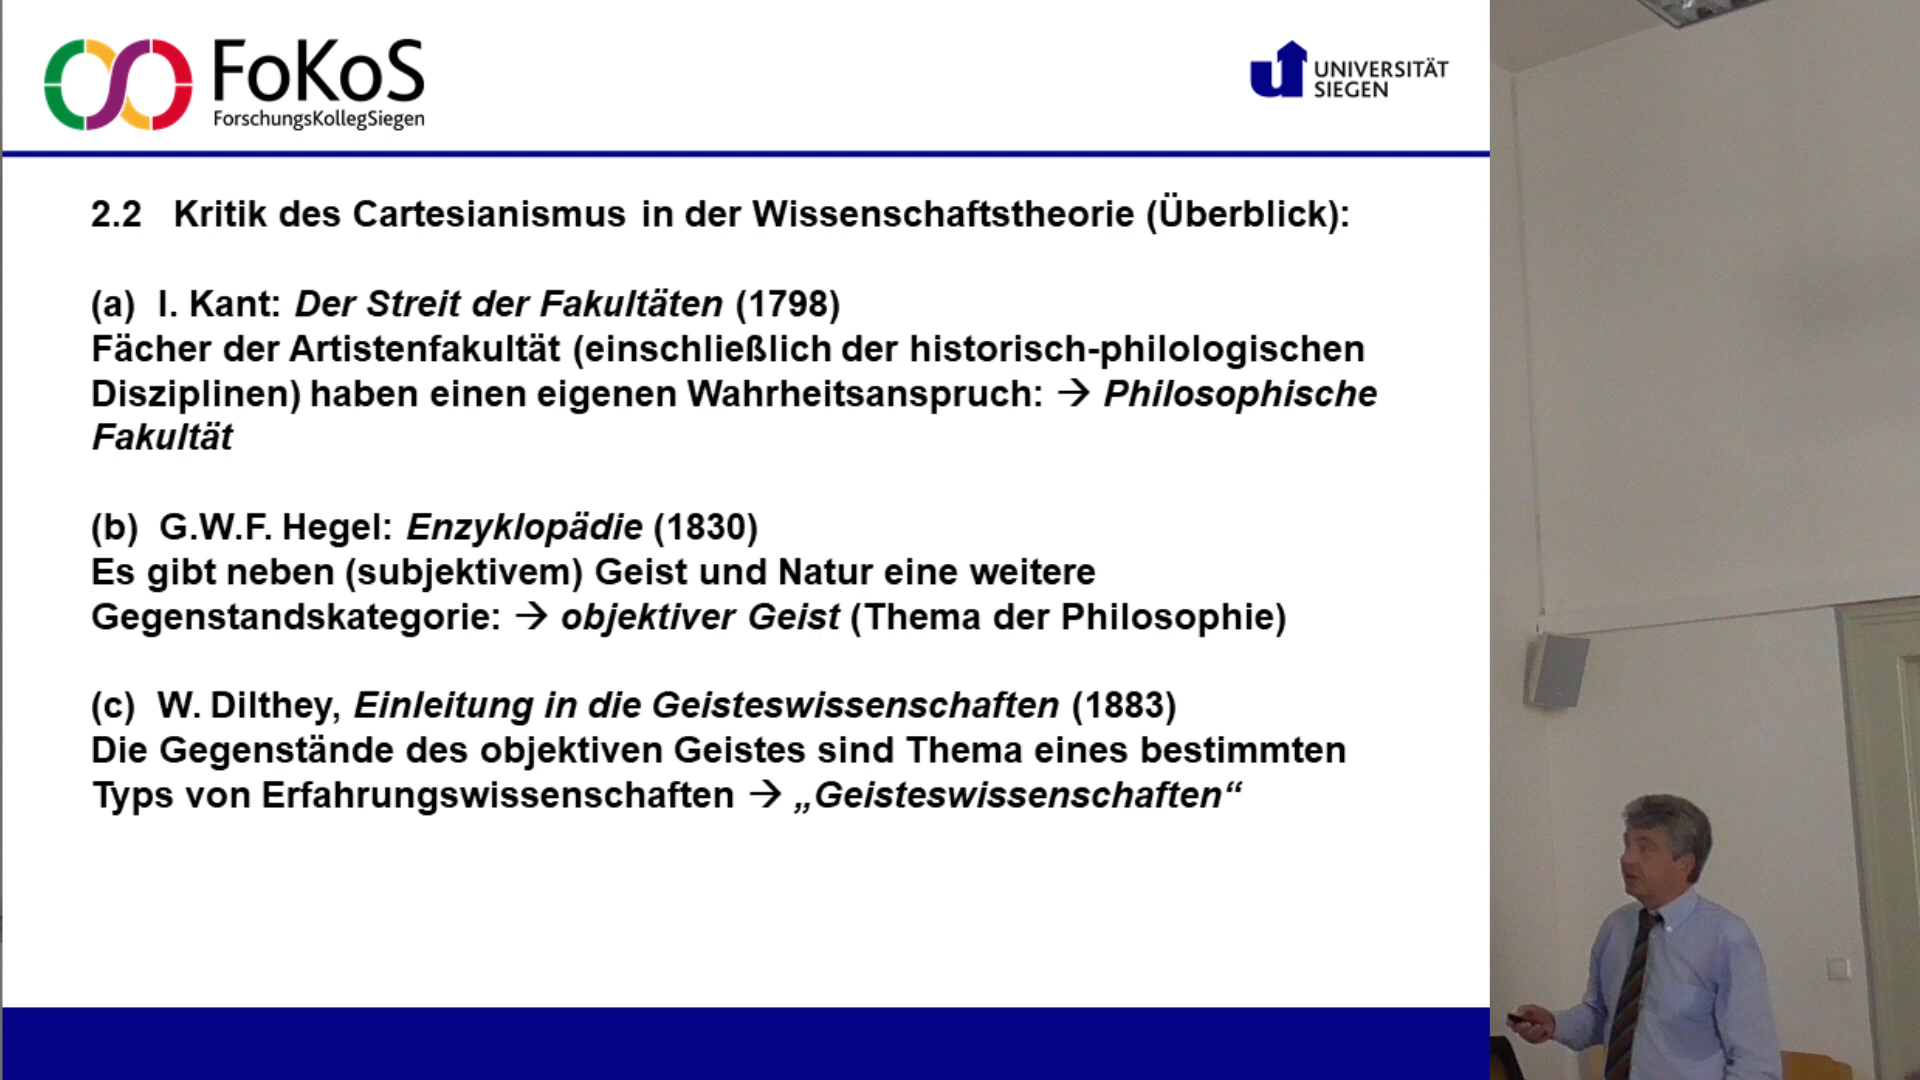 FoKoS
ForschungsKollegSiegen
UNIVERSITÄT
SIEGEN
2.2 Kritik des Cartesianismus in der Wissenschaftstheorie (Überblick):
(a) I. Kant: Der Streit der Fakultäten (1798)
Fächer der Artistenfakultät (einschließlich der historisch-philologischen
Disziplinen) haben einen eigenen Wahrheitsanspruch: → Philosophische
Fakultät
(b) G.W.F. Hegel: Enzyklopädie (1830)
Es gibt neben (subjektivem) Geist und Natur eine weitere
Gegenstandskategorie: → objektiver Geist (Thema der Philosophie)
(c) W. Dilthey, Einleitung in die Geisteswissenschaften (1883)
Die Gegenstände des objektiven Geistes sind Thema eines bestimmten
Typs von Erfahrungswissenschaften → „Geisteswissenschaften“